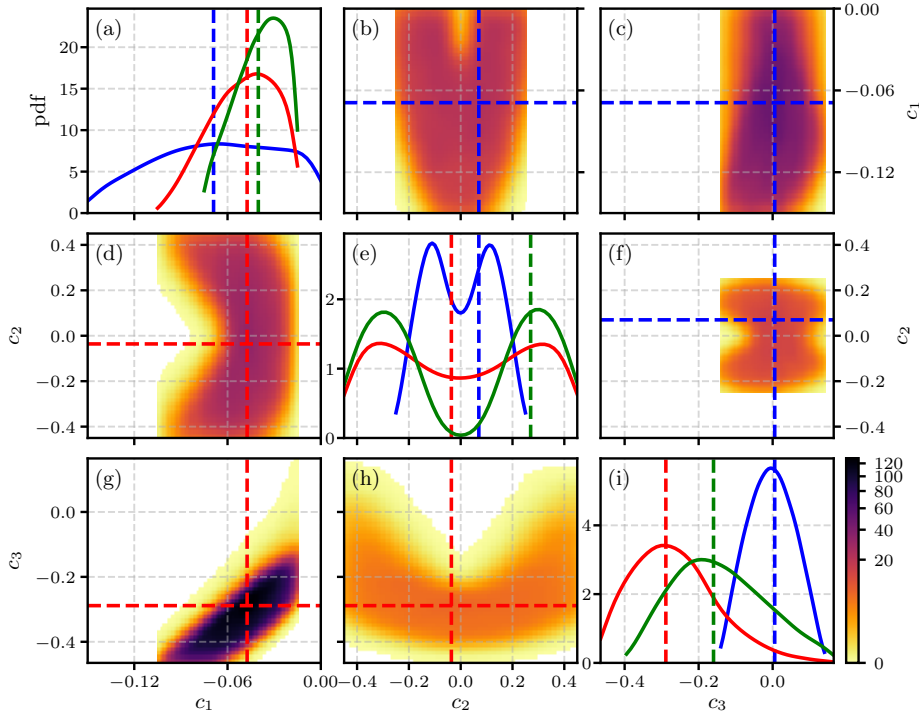 (a) (b) (c)
20 15 10 5 0
pdf
0.00 −0.06 −0.12
c₁
(d) (e) (f)
0.4 0.2 0.0 −0.2 −0.4
c₂
2 1 0
0.4 0.2 0.0 −0.2 −0.4
c₂
(g) (h) (i)
0.0 −0.2 −0.4
c₃
4 2 0
120 100 80 60 40 20 0
−0.12 −0.06 0.00
−0.4 −0.2 0.0 0.2 0.4
−0.4 −0.2 0.0
c₁ c₂ c₃